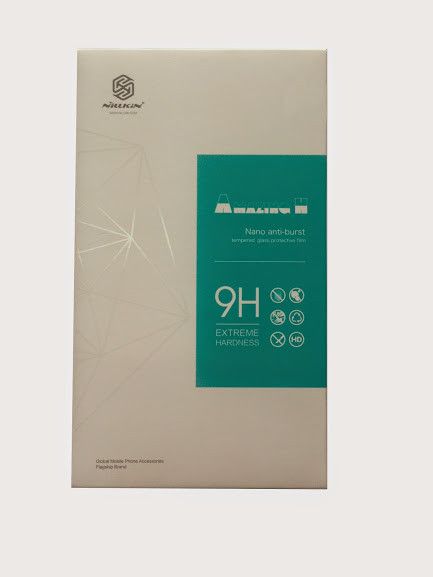 NILLKIN
AMAZING H
Nano anti-burst
tempered glass protective film
9H
EXTREME
HARDNESS
HD
Global Mobile Phone Accessories
Flagship Brand